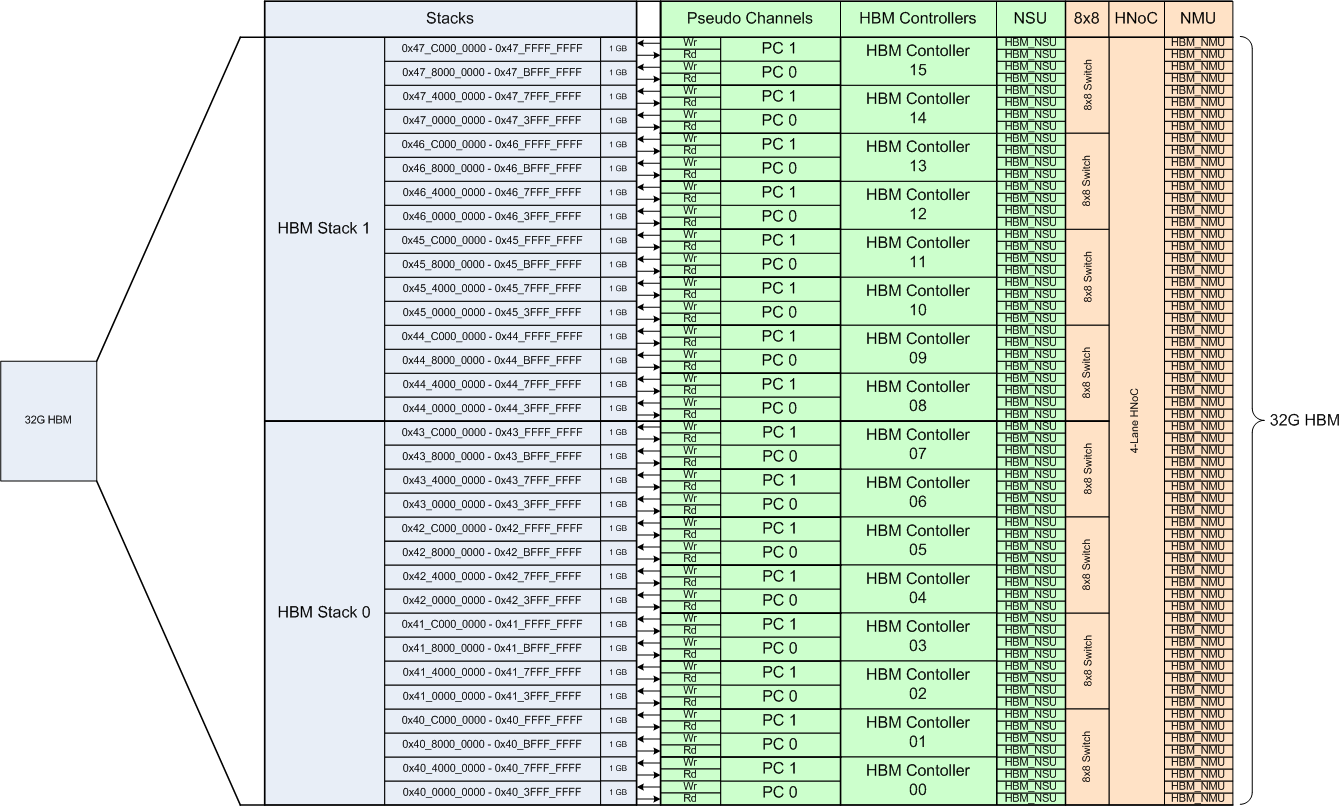 Stacks Pseudo Channels HBM Controllers NSU 8x8 HNoC NMU
0x47_C000_0000 - 0x47_FFFF_FFFF 1 GB Wr Rd PC 1 HBM Contoller HBM_NSU HBM_NSU HBM_NMU HBM_NMU
0x47_8000_0000 - 0x47_BFFF_FFFF 1 GB Wr Rd PC 0 15 HBM_NSU HBM_NSU HBM_NMU HBM_NMU
8x8 Switch
0x47_4000_0000 - 0x47_7FFF_FFFF 1 GB Wr Rd PC 1 HBM Contoller HBM_NSU HBM_NSU HBM_NMU HBM_NMU
0x47_0000_0000 - 0x47_3FFF_FFFF 1 GB Wr Rd PC 0 14 HBM_NSU HBM_NSU HBM_NMU HBM_NMU
0x46_C000_0000 - 0x46_FFFF_FFFF 1 GB Wr Rd PC 1 HBM Contoller HBM_NSU HBM_NSU HBM_NMU HBM_NMU
0x46_8000_0000 - 0x46_BFFF_FFFF 1 GB Wr Rd PC 0 13 HBM_NSU HBM_NSU HBM_NMU HBM_NMU
8x8 Switch
0x46_4000_0000 - 0x46_7FFF_FFFF 1 GB Wr Rd PC 1 HBM Contoller HBM_NSU HBM_NSU HBM_NMU HBM_NMU
0x46_0000_0000 - 0x46_3FFF_FFFF 1 GB Wr Rd PC 0 12 HBM_NSU HBM_NSU HBM_NMU HBM_NMU
HBM Stack 1
0x45_C000_0000 - 0x45_FFFF_FFFF 1 GB Wr Rd PC 1 HBM Contoller HBM_NSU HBM_NSU HBM_NMU HBM_NMU
0x45_8000_0000 - 0x45_BFFF_FFFF 1 GB Wr Rd PC 0 11 HBM_NSU HBM_NSU HBM_NMU HBM_NMU
8x8 Switch
0x45_4000_0000 - 0x45_7FFF_FFFF 1 GB Wr Rd PC 1 HBM Contoller HBM_NSU HBM_NSU HBM_NMU HBM_NMU
0x45_0000_0000 - 0x45_3FFF_FFFF 1 GB Wr Rd PC 0 10 HBM_NSU HBM_NSU HBM_NMU HBM_NMU
0x44_C000_0000 - 0x44_FFFF_FFFF 1 GB Wr Rd PC 1 HBM Contoller HBM_NSU HBM_NSU HBM_NMU HBM_NMU
0x44_8000_0000 - 0x44_BFFF_FFFF 1 GB Wr Rd PC 0 09 HBM_NSU HBM_NSU HBM_NMU HBM_NMU
8x8 Switch
0x44_4000_0000 - 0x44_7FFF_FFFF 1 GB Wr Rd PC 1 HBM Contoller HBM_NSU HBM_NSU HBM_NMU HBM_NMU
0x44_0000_0000 - 0x44_3FFF_FFFF 1 GB Wr Rd PC 0 08 HBM_NSU HBM_NSU HBM_NMU HBM_NMU
32G HBM
4-Lane HNoC
32G HBM
0x43_C000_0000 - 0x43_FFFF_FFFF 1 GB Wr Rd PC 1 HBM Contoller HBM_NSU HBM_NSU HBM_NMU HBM_NMU
0x43_8000_0000 - 0x43_BFFF_FFFF 1 GB Wr Rd PC 0 07 HBM_NSU HBM_NSU HBM_NMU HBM_NMU
8x8 Switch
0x43_4000_0000 - 0x43_7FFF_FFFF 1 GB Wr Rd PC 1 HBM Contoller HBM_NSU HBM_NSU HBM_NMU HBM_NMU
0x43_0000_0000 - 0x43_3FFF_FFFF 1 GB Wr Rd PC 0 06 HBM_NSU HBM_NSU HBM_NMU HBM_NMU
0x42_C000_0000 - 0x42_FFFF_FFFF 1 GB Wr Rd PC 1 HBM Contoller HBM_NSU HBM_NSU HBM_NMU HBM_NMU
0x42_8000_0000 - 0x42_BFFF_FFFF 1 GB Wr Rd PC 0 05 HBM_NSU HBM_NSU HBM_NMU HBM_NMU
8x8 Switch
0x42_4000_0000 - 0x42_7FFF_FFFF 1 GB Wr Rd PC 1 HBM Contoller HBM_NSU HBM_NSU HBM_NMU HBM_NMU
0x42_0000_0000 - 0x42_3FFF_FFFF 1 GB Wr Rd PC 0 04 HBM_NSU HBM_NSU HBM_NMU HBM_NMU
HBM Stack 0
0x41_C000_0000 - 0x41_FFFF_FFFF 1 GB Wr Rd PC 1 HBM Contoller HBM_NSU HBM_NSU HBM_NMU HBM_NMU
0x41_8000_0000 - 0x41_BFFF_FFFF 1 GB Wr Rd PC 0 03 HBM_NSU HBM_NSU HBM_NMU HBM_NMU
8x8 Switch
0x41_4000_0000 - 0x41_7FFF_FFFF 1 GB Wr Rd PC 1 HBM Contoller HBM_NSU HBM_NSU HBM_NMU HBM_NMU
0x41_0000_0000 - 0x41_3FFF_FFFF 1 GB Wr Rd PC 0 02 HBM_NSU HBM_NSU HBM_NMU HBM_NMU
0x40_C000_0000 - 0x40_FFFF_FFFF 1 GB Wr Rd PC 1 HBM Contoller HBM_NSU HBM_NSU HBM_NMU HBM_NMU
0x40_8000_0000 - 0x40_BFFF_FFFF 1 GB Wr Rd PC 0 01 HBM_NSU HBM_NSU HBM_NMU HBM_NMU
8x8 Switch
0x40_4000_0000 - 0x40_7FFF_FFFF 1 GB Wr Rd PC 1 HBM Contoller HBM_NSU HBM_NSU HBM_NMU HBM_NMU
0x40_0000_0000 - 0x40_3FFF_FFFF 1 GB Wr Rd PC 0 00 HBM_NSU HBM_NSU HBM_NMU HBM_NMU